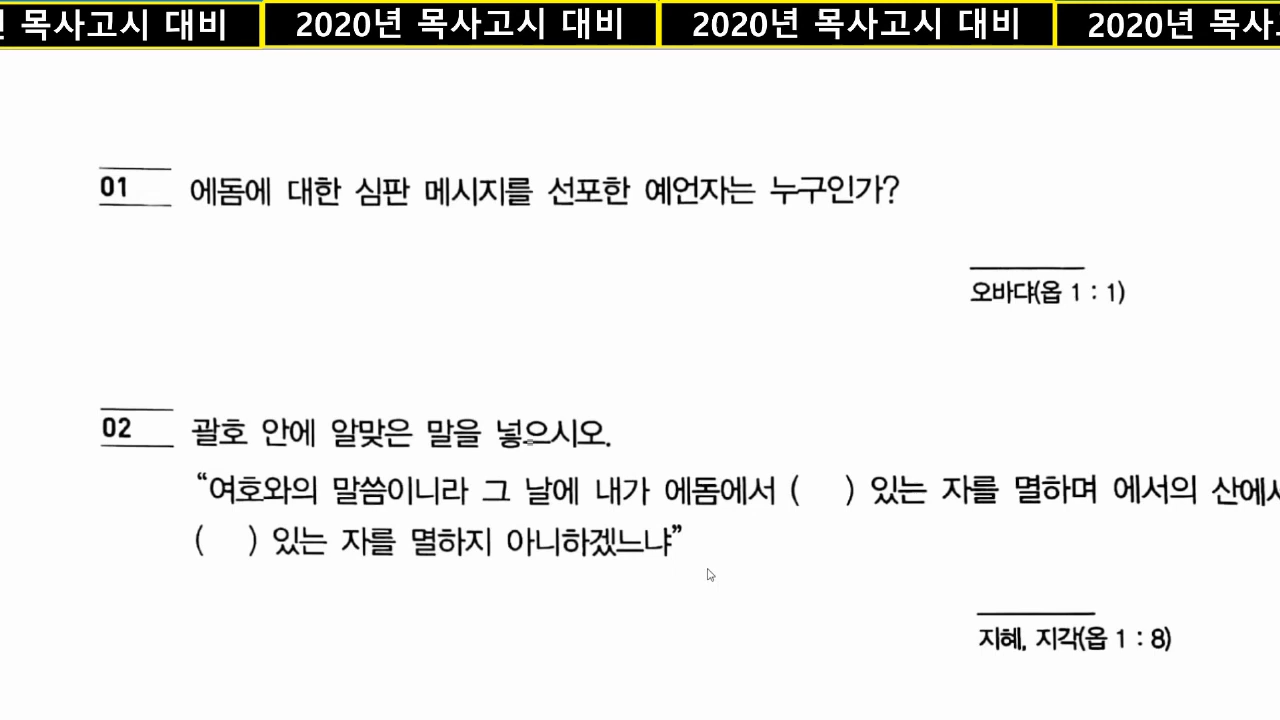 년 목사고시 대비 2020년 목사고시 대비 2020년 목사고시 대비 2020년 목사고
01 에돔에 대한 심판 메시지를 선포한 예언자는 누구인가?
오바댜(옵 1 : 1)
02 괄호 안에 알맞은 말을 넣으시오.
“여호와의 말씀이니라 그 날에 내가 에돔에서 ( ) 있는 자를 멸하며 에서의 산에서
( ) 있는 자를 멸하지 아니하겠느냐”
지혜, 지각(옵 1 : 8)